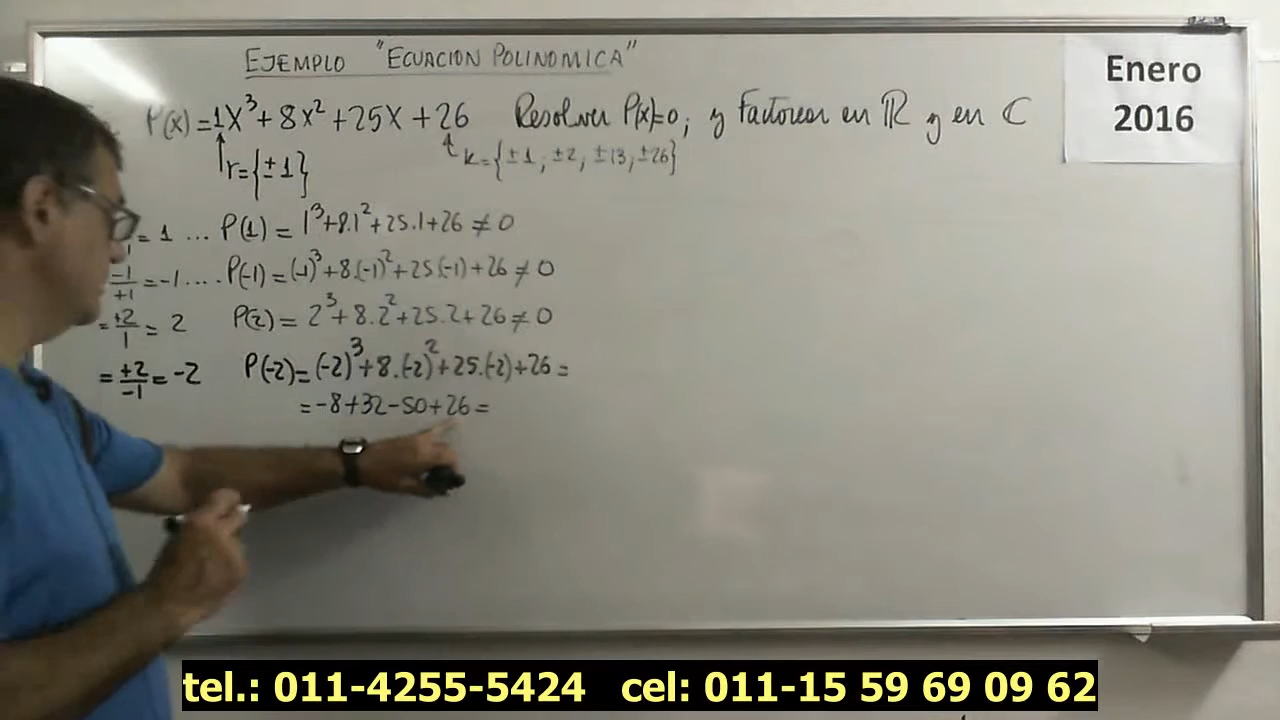 EJEMPLO "ECUACION POLINOMICA"
P(x)=1X³+8X²+25X+26 Resolver P(x)=0; y Factorear en ℝ y en ℂ
r={±1}
k={±1, ±2, ±13, ±26}
= 1 ... P(1)= 1³+8.1²+25.1+26 ≠ 0
-1/+1 = -1 .... P(-1)=(-1)³+8.(-1)²+25(-1)+26 ≠ 0
= +2/1 = 2 P(2)= 2³+8.2²+25.2+26 ≠ 0
= +2/-1 = -2 P(-2)=(-2)³+8.(-2)²+25.(-2)+26=
=-8+32-50+26=
Enero
2016
tel.: 011-4255-5424 cel: 011-15 59 69 09 62